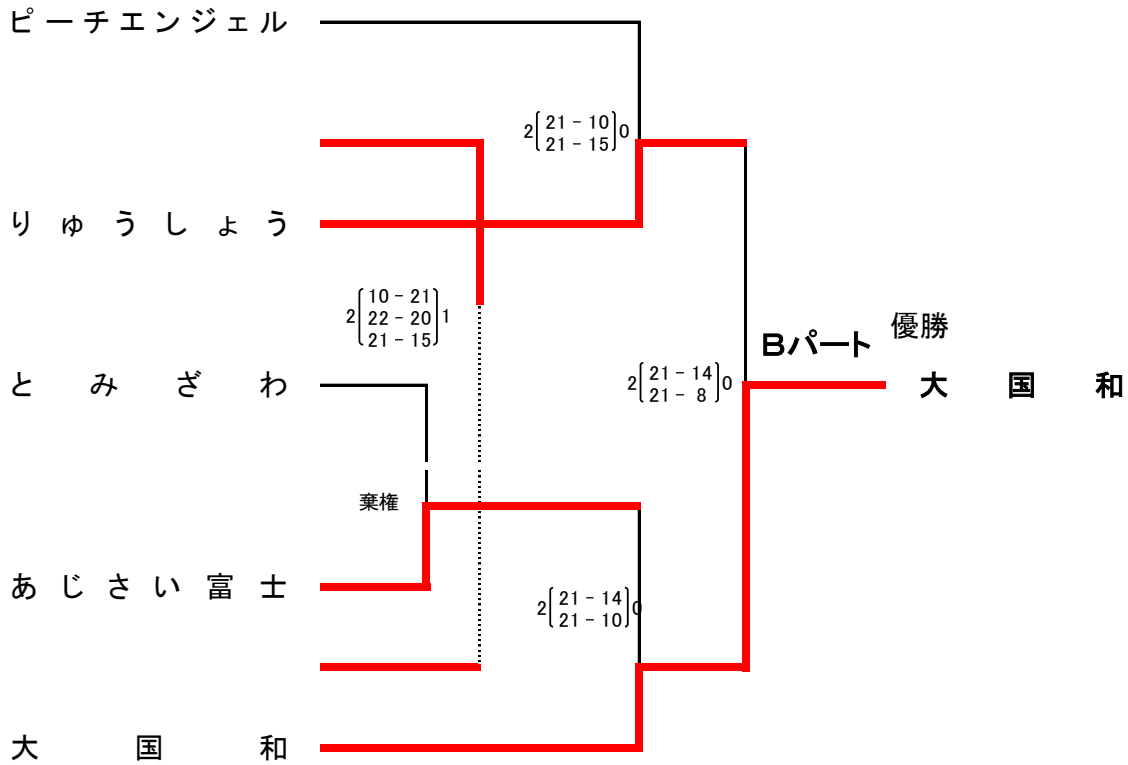 ピーチエンジェル
2 21 - 10 0
21 - 15
りゅうしょう
10 - 21
2 22 - 20 1
21 - 15
Bパート 優勝
とみざわ
2 21 - 14 0
21 - 8
大国和
棄権
あじさい富士
2 21 - 14 0
21 - 10
大国和